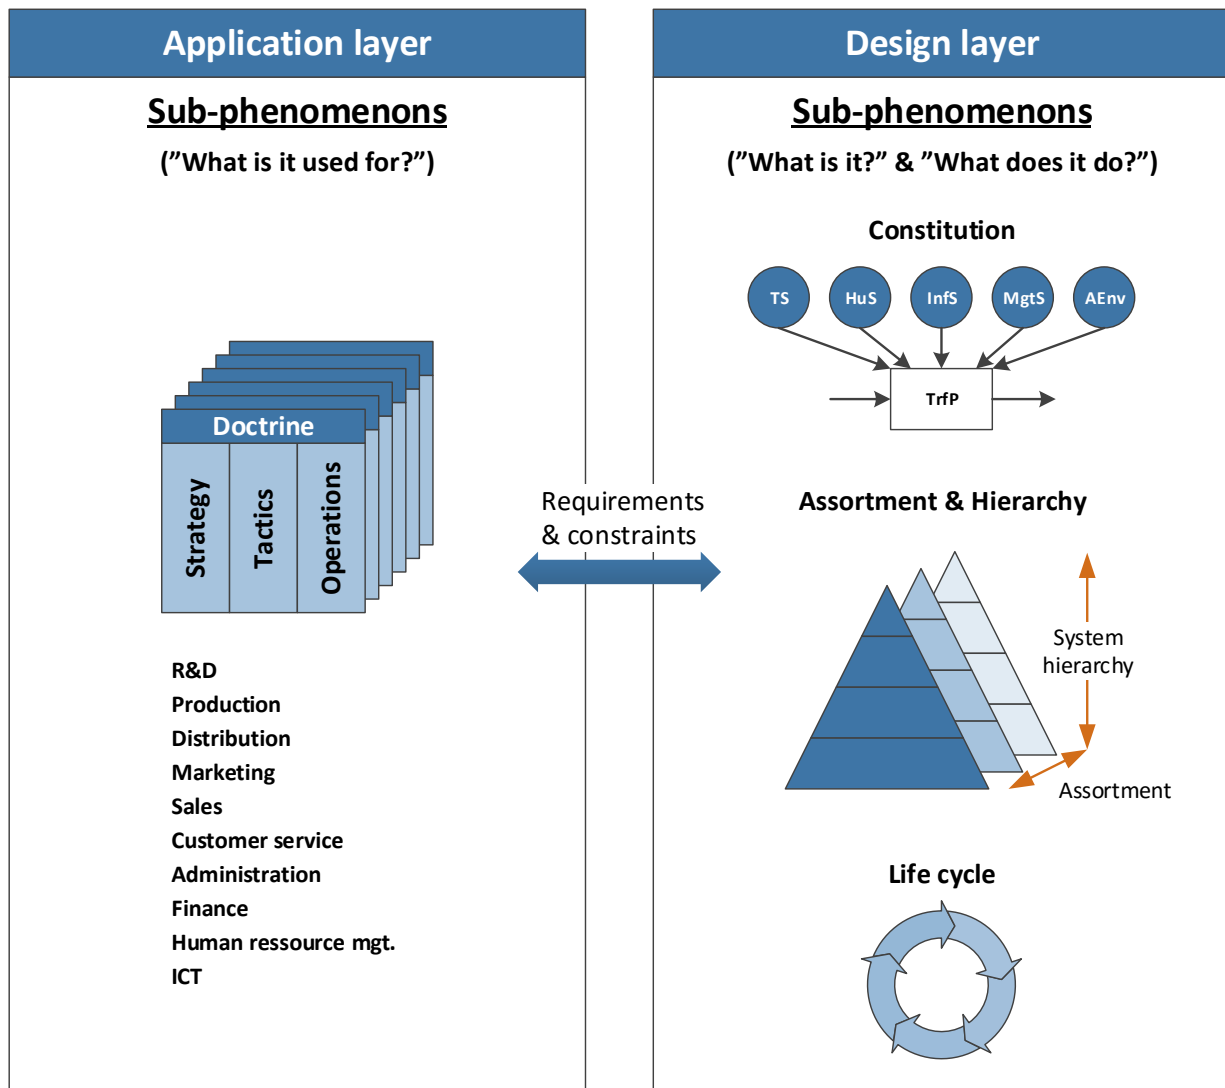 Application layer
Sub-phenomenons
(”What is it used for?”)
Doctrine
Strategy
Tactics
Operations
R&D
Production
Distribution
Marketing
Sales
Customer service
Administration
Finance
Human ressource mgt.
ICT
Requirements
& constraints
Design layer
Sub-phenomenons
(”What is it?” & ”What does it do?”)
Constitution
TS
HuS
InfS
MgtS
AEnv
TrfP
Assortment & Hierarchy
System
hierarchy
Assortment
Life cycle